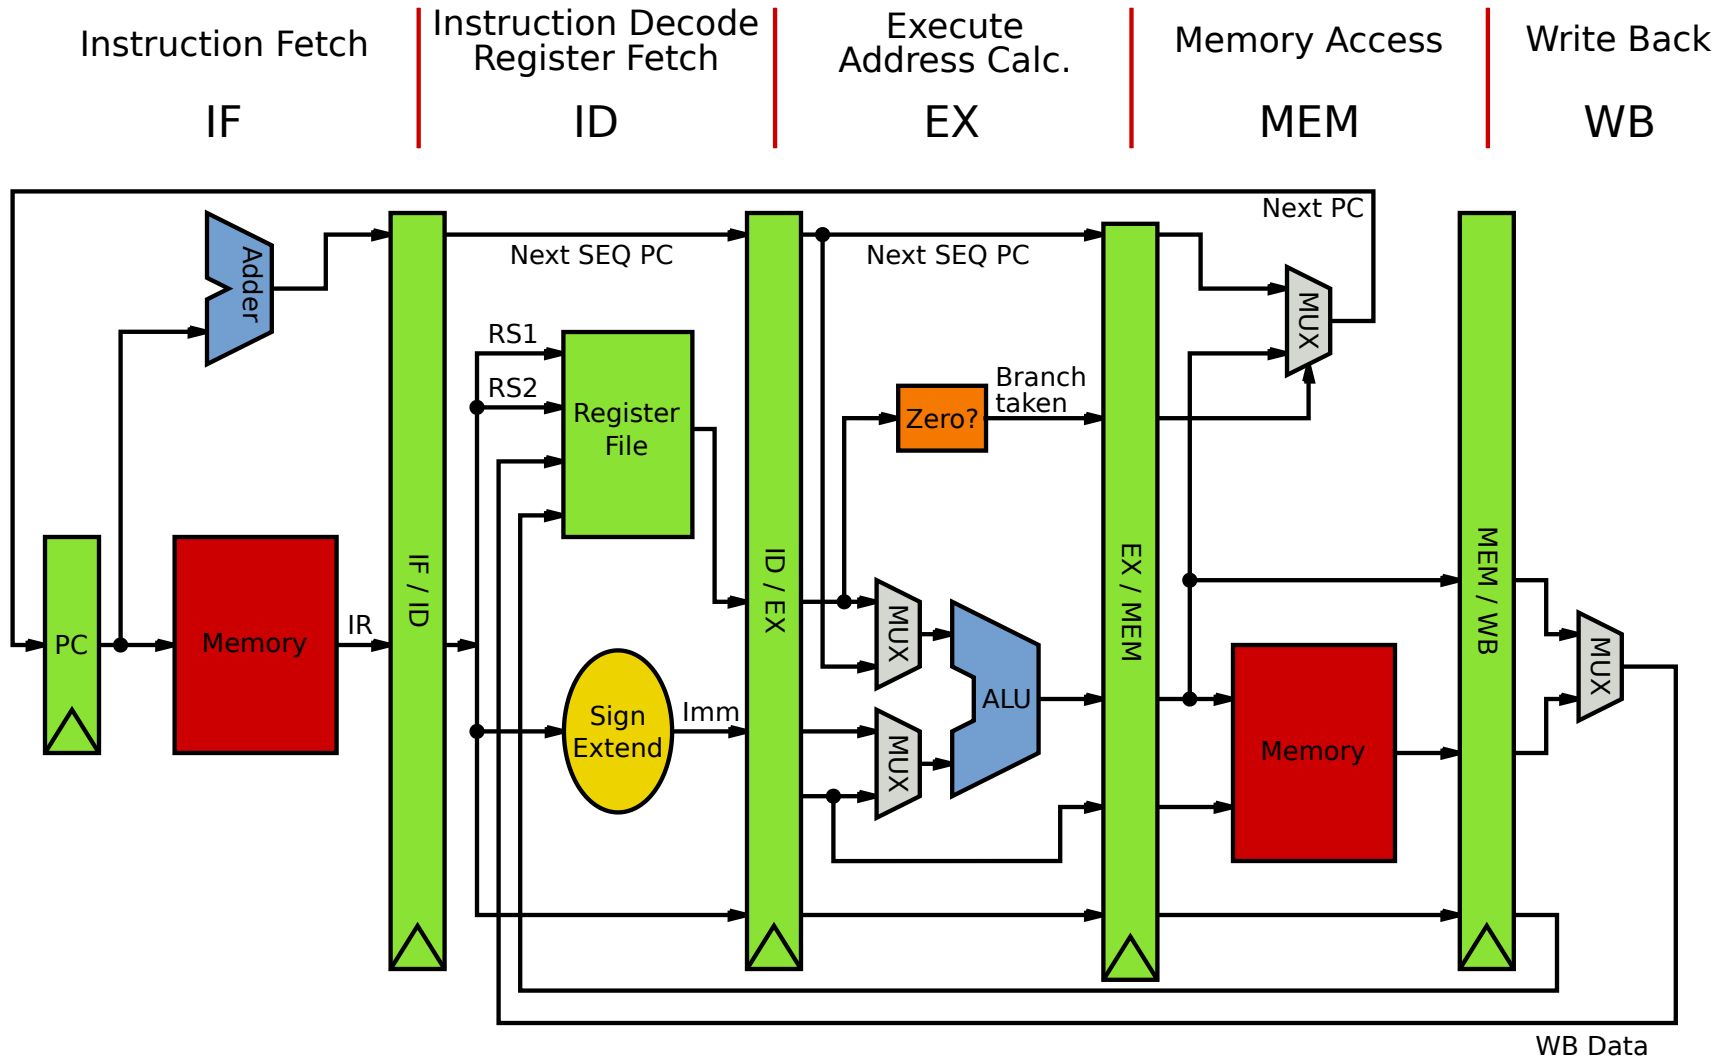 Instruction Fetch
IF
Instruction Decode
Register Fetch
ID
Execute
Address Calc.
EX
Memory Access
MEM
Write Back
WB
Next PC
Adder
Next SEQ PC
Next SEQ PC
MUX
RS1
RS2
Register
File
Zero?
Branch
taken
PC
Memory
IR
IF / ID
ID / EX
EX / MEM
MEM / WB
MUX
ALU
MUX
Sign
Extend
Imm
Memory
MUX
WB Data